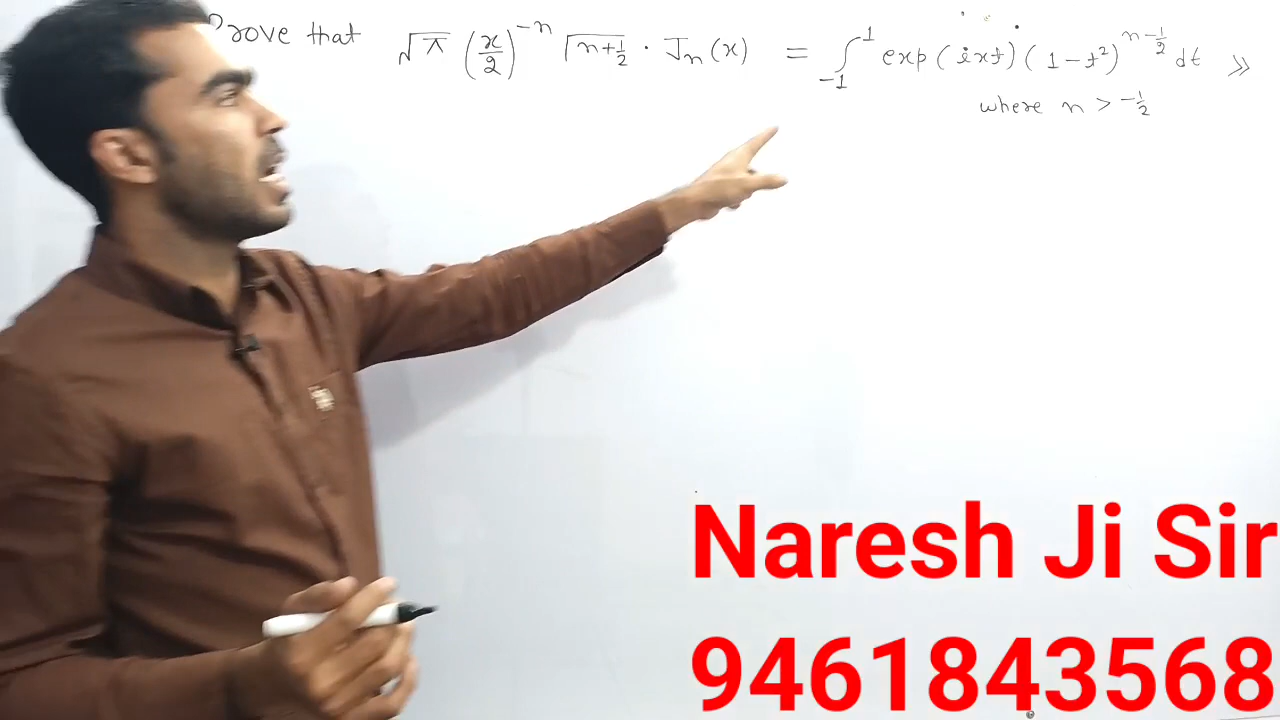 Prove that √π (x/2)^{-n} Γ(n+1/2) · J_n(x) = ∫_{-1}^{1} exp(ixt) (1-t²)^{n-1/2} dt ≫
where n > -1/2
Naresh Ji Sir
9461843568